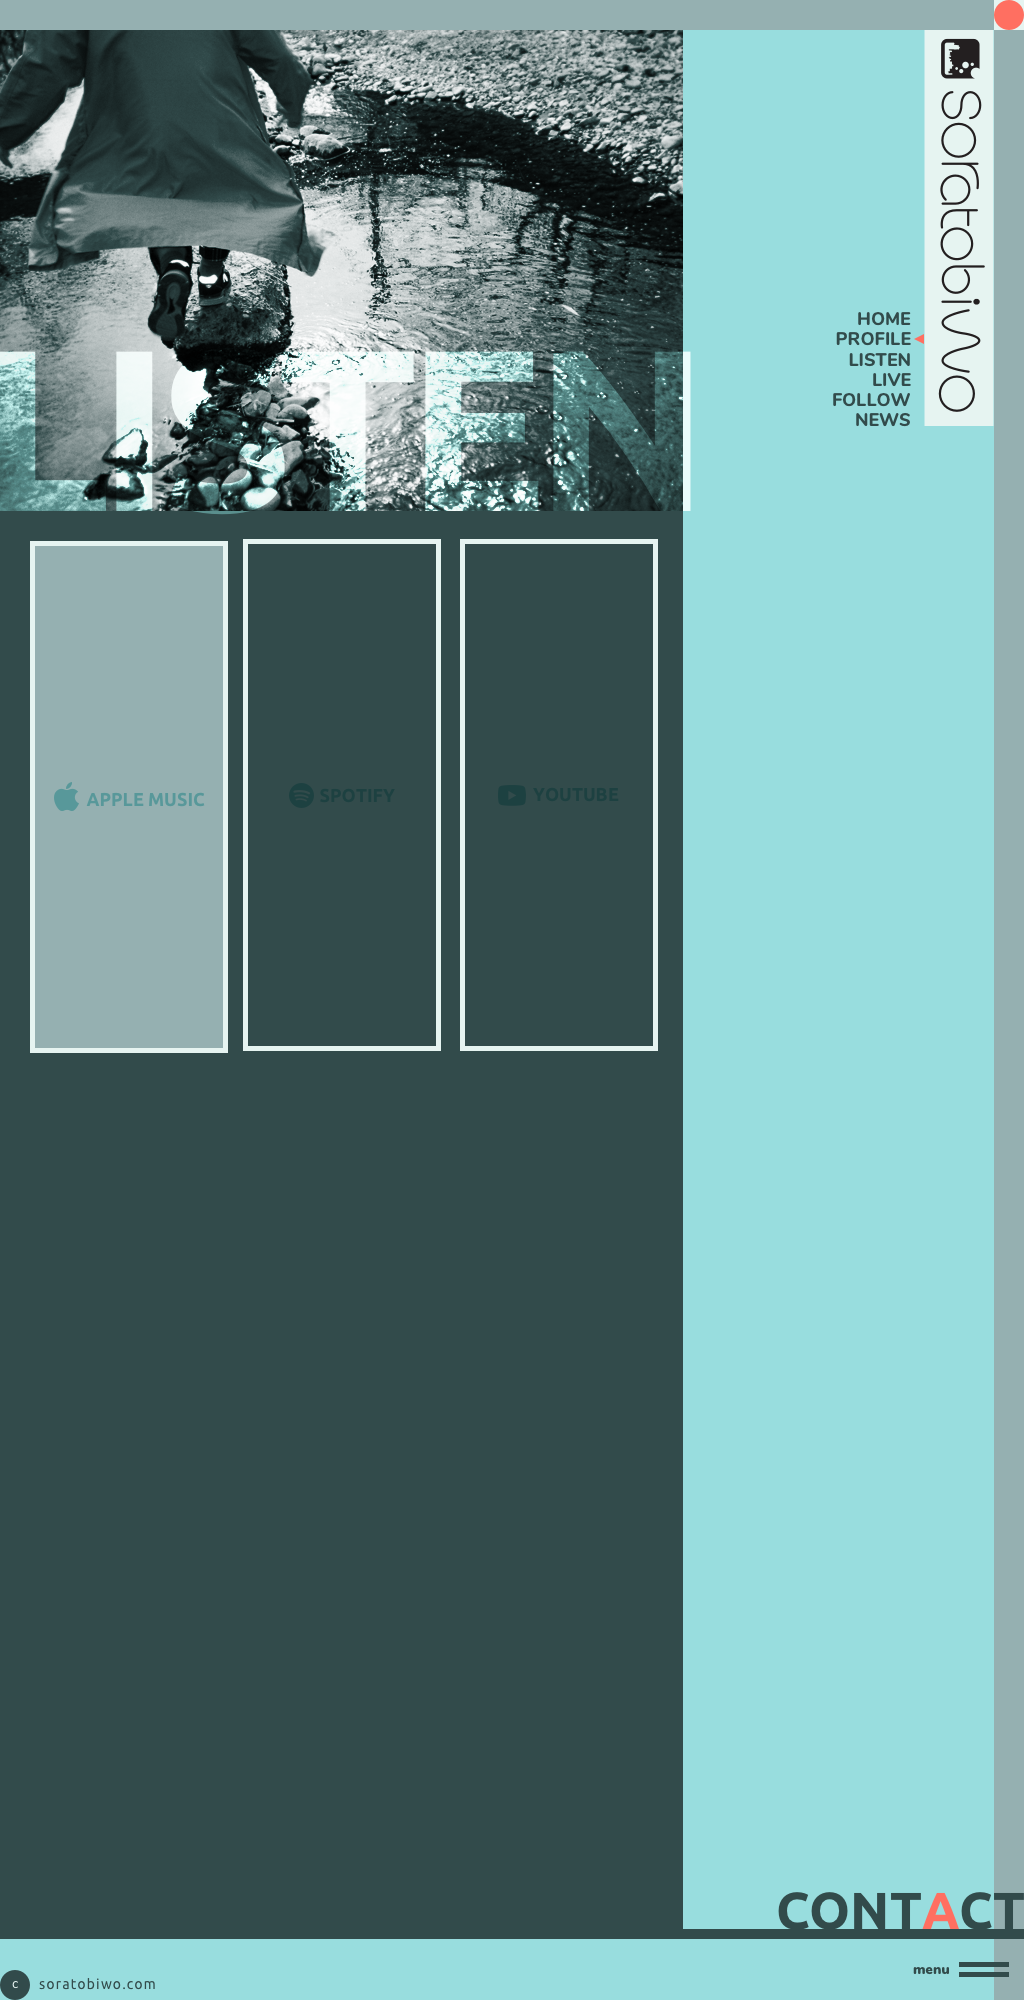 soratobiwo
HOME
PROFILE
LISTEN
LIVE
FOLLOW
NEWS
LISTEN
APPLE MUSIC
SPOTIFY
YOUTUBE
CONTACT
menu
c soratobiwo.com